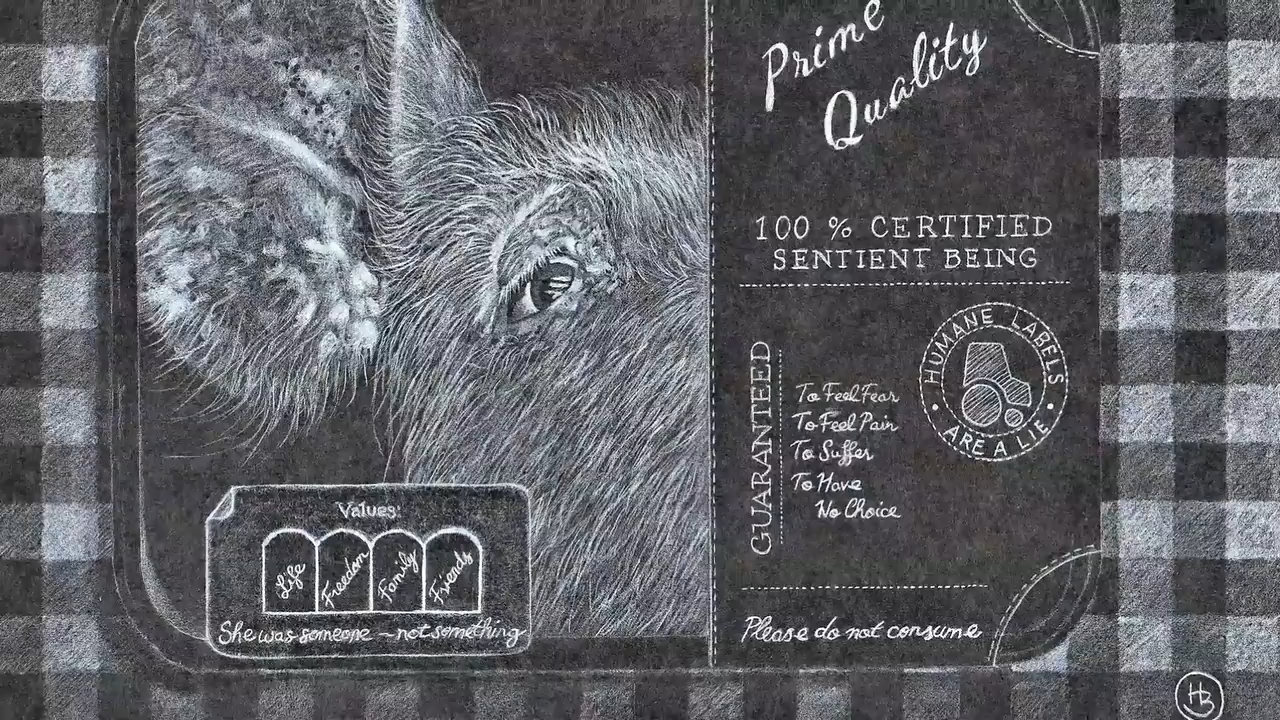 Prime
Quality
100 % CERTIFIED
SENTIENT BEING
HUMANE LABELS
• ARE A LIE •
GUARANTEED
To Feel Fear
To Feel Pain
To Suffer
To Have
No Choice
Please do not consume
Values:
Life
Freedom
Family
Friends
She was someone – not something
HB